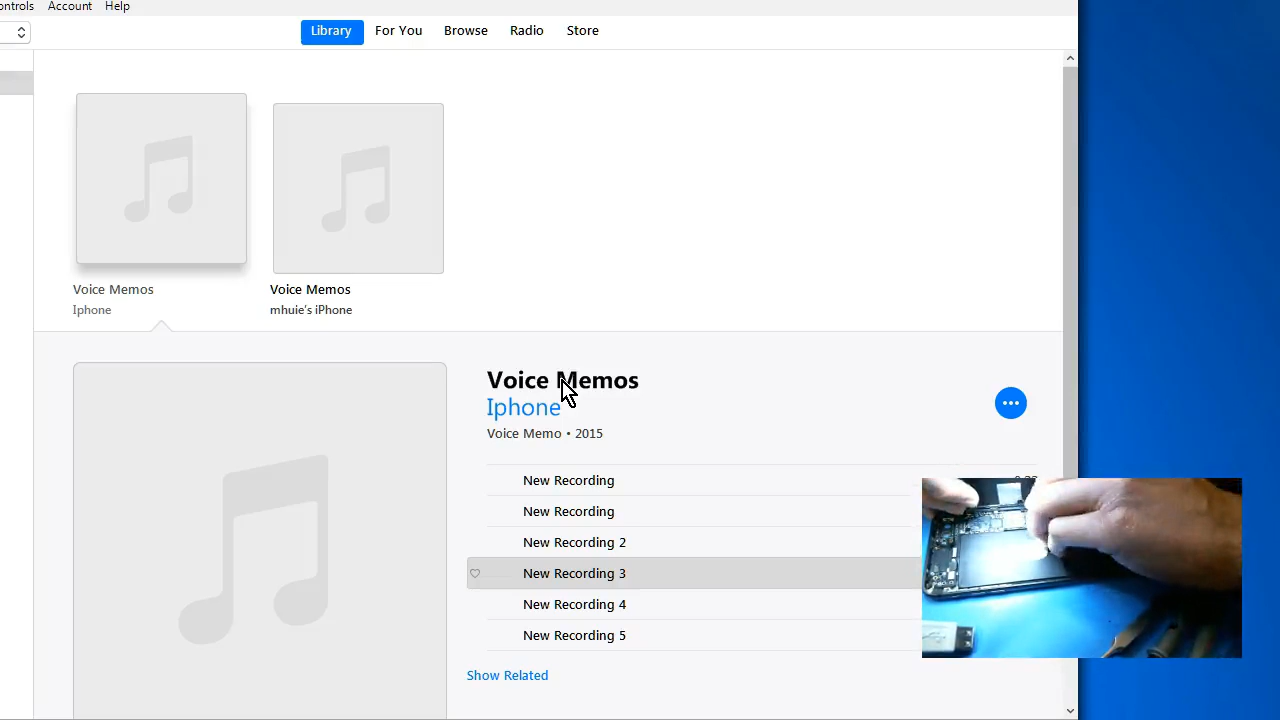 ontrols Account Help
Library For You Browse Radio Store
Voice Memos
Iphone
Voice Memos
mhuie's iPhone
Voice Memos
Iphone
Voice Memo • 2015
New Recording
New Recording
New Recording 2
New Recording 3
New Recording 4
New Recording 5
Show Related